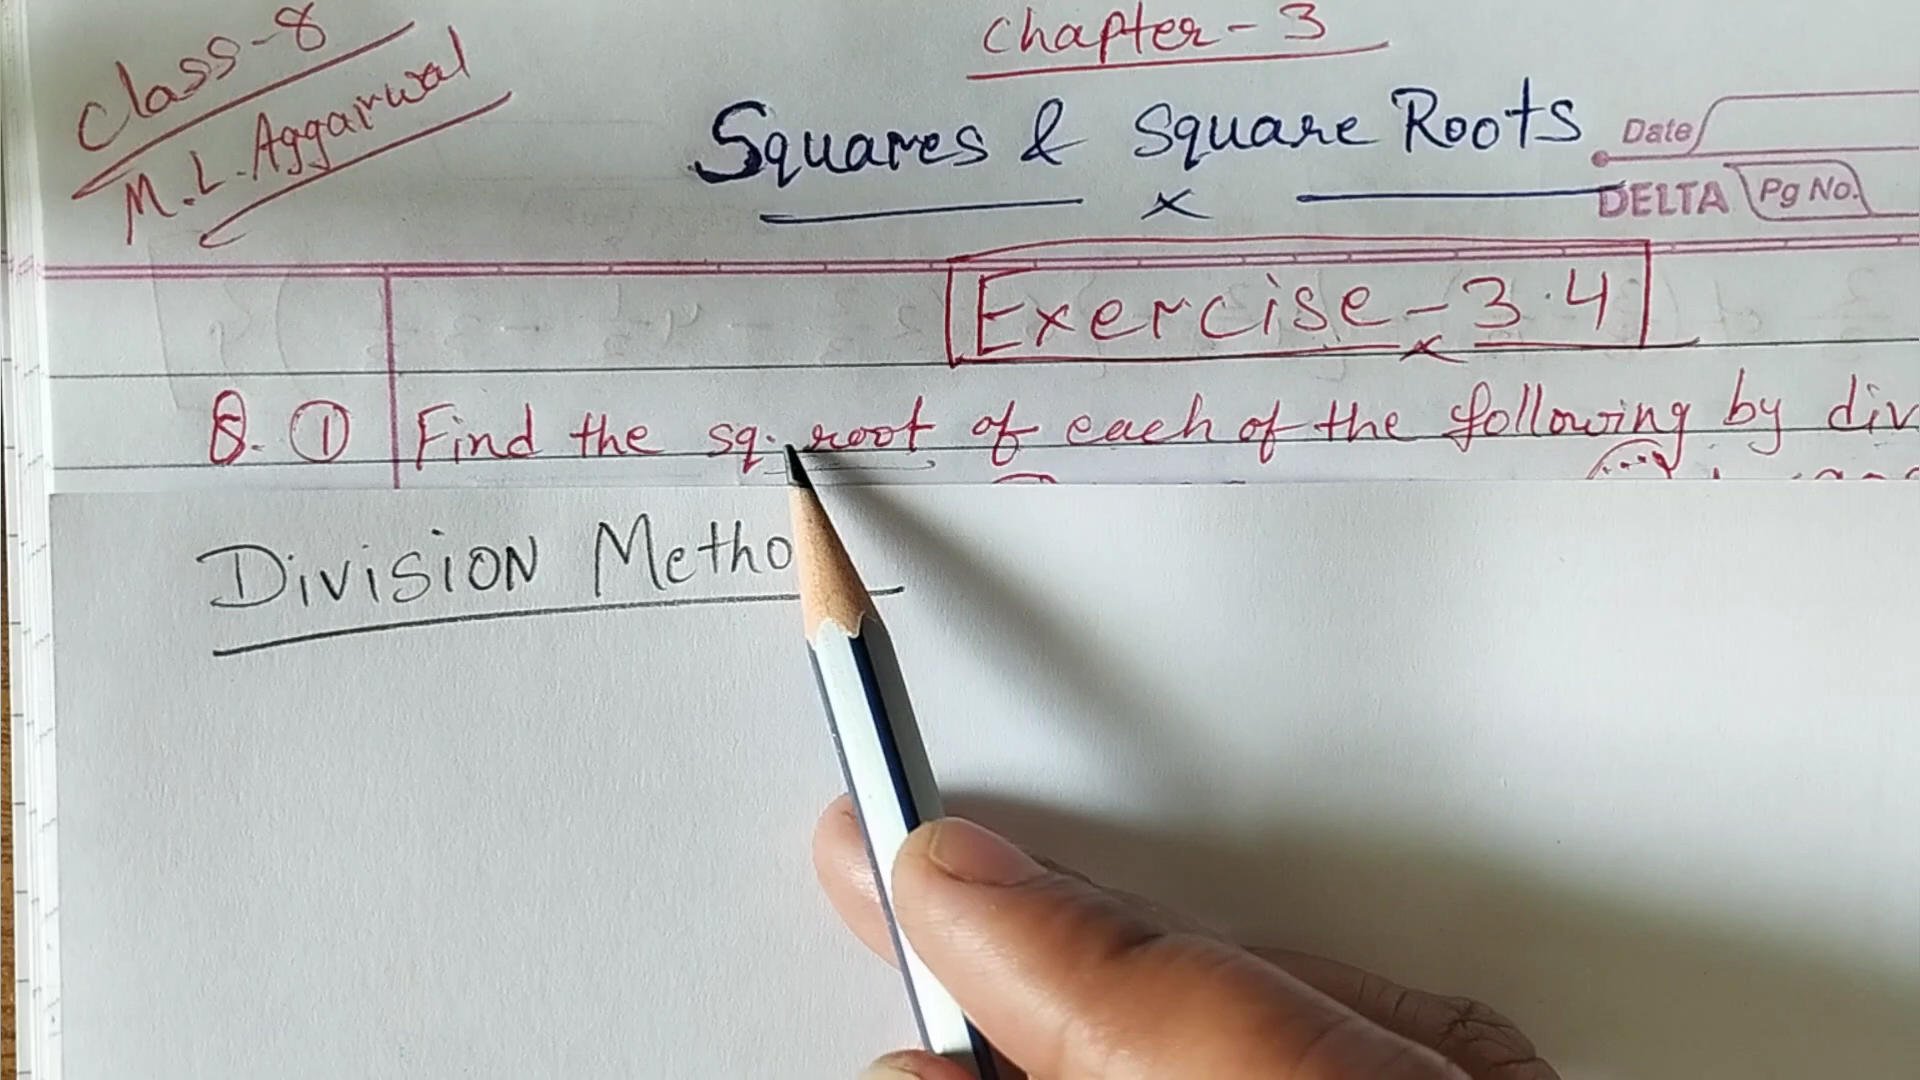 Class-8
M.L. Aggarwal
Chapter - 3
Squares & Square Roots
Date
DELTA Pg No.
Exercise - 3.4
Q. 1 Find the sq. root of each of the following by div
Division Metho